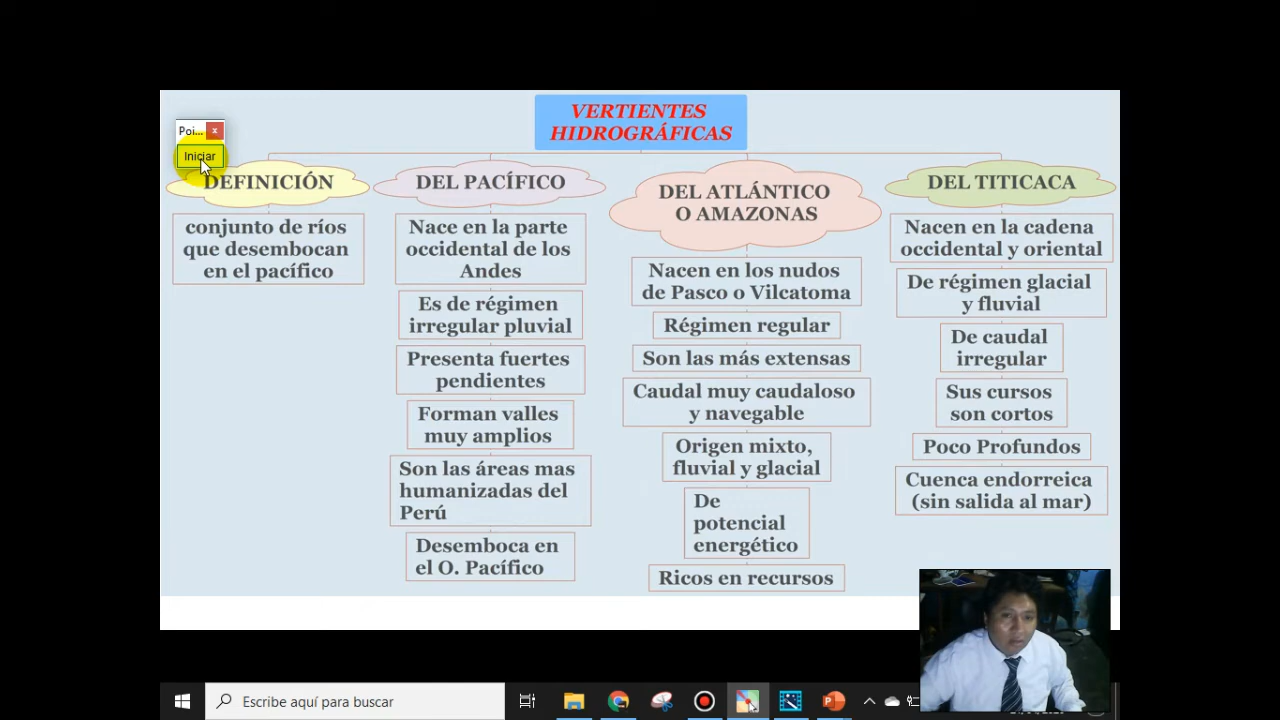 VERTIENTES
HIDROGRÁFICAS
Poi...
x
Iniciar
DEFINICIÓN
conjunto de ríos
que desembocan
en el pacífico
DEL PACÍFICO
Nace en la parte
occidental de los
Andes
Es de régimen
irregular pluvial
Presenta fuertes
pendientes
Forman valles
muy amplios
Son las áreas mas
humanizadas del
Perú
Desemboca en
el O. Pacífico
DEL ATLÁNTICO
O AMAZONAS
Nacen en los nudos
de Pasco o Vilcatoma
Régimen regular
Son las más extensas
Caudal muy caudaloso
y navegable
Origen mixto,
fluvial y glacial
De
potencial
energético
Ricos en recursos
DEL TITICACA
Nacen en la cadena
occidental y oriental
De régimen glacial
y fluvial
De caudal
irregular
Sus cursos
son cortos
Poco Profundos
Cuenca endorreica
(sin salida al mar)
Escribe aquí para buscar